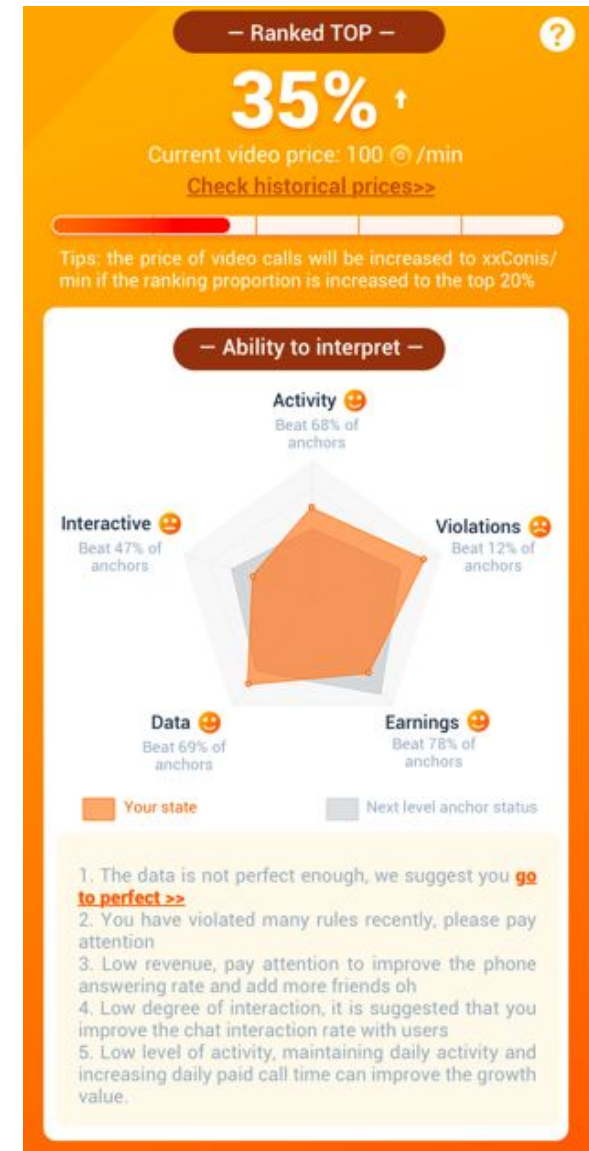 — Ranked TOP —
?
35%
Current video price: 100 /min
Check historical prices>>
Tips: the price of video calls will be increased to xxConis/
min if the ranking proportion is increased to the top 20%
— Ability to interpret —
Activity
Beat 68% of
anchors
Interactive
Beat 47% of
anchors
Violations
Beat 12% of
anchors
Data
Beat 69% of
anchors
Earnings
Beat 78% of
anchors
Your state
Next level anchor status
1. The data is not perfect enough, we suggest you go
to perfect >>
2. You have violated many rules recently, please pay
attention
3. Low revenue, pay attention to improve the phone
answering rate and add more friends oh
4. Low degree of interaction, it is suggested that you
improve the chat interaction rate with users
5. Low level of activity, maintaining daily activity and
increasing daily paid call time can improve the growth
value.